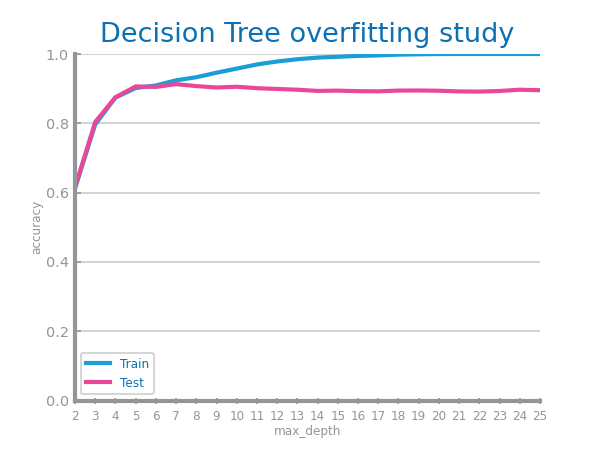 Decision Tree overfitting study
1.0
0.8
0.6
0.4
0.2
0.0
accuracy
Train
Test
2 3 4 5 6 7 8 9 10 11 12 13 14 15 16 17 18 19 20 21 22 23 24 25
max_depth